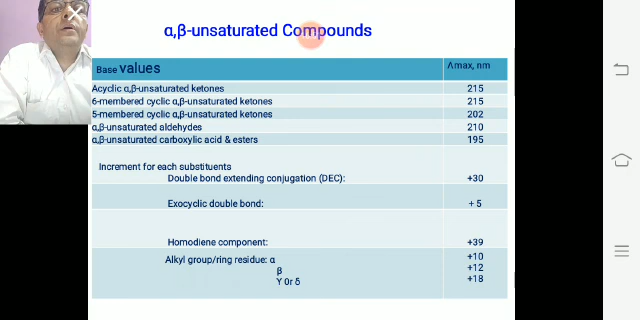 α,β-unsaturated Compounds
Base values Λmax, nm
Acyclic α,β-unsaturated ketones 215
6-membered cyclic α,β-unsaturated ketones 215
5-membered cyclic α,β-unsaturated ketones 202
α,β-unsaturated aldehydes 210
α,β-unsaturated carboxylic acid & esters 195
Increment for each substituents
Double bond extending conjugation (DEC): +30
Exocyclic double bond: + 5
Homodiene component: +39
Alkyl group/ring residue: α +10
β +12
Υ 0r δ +18